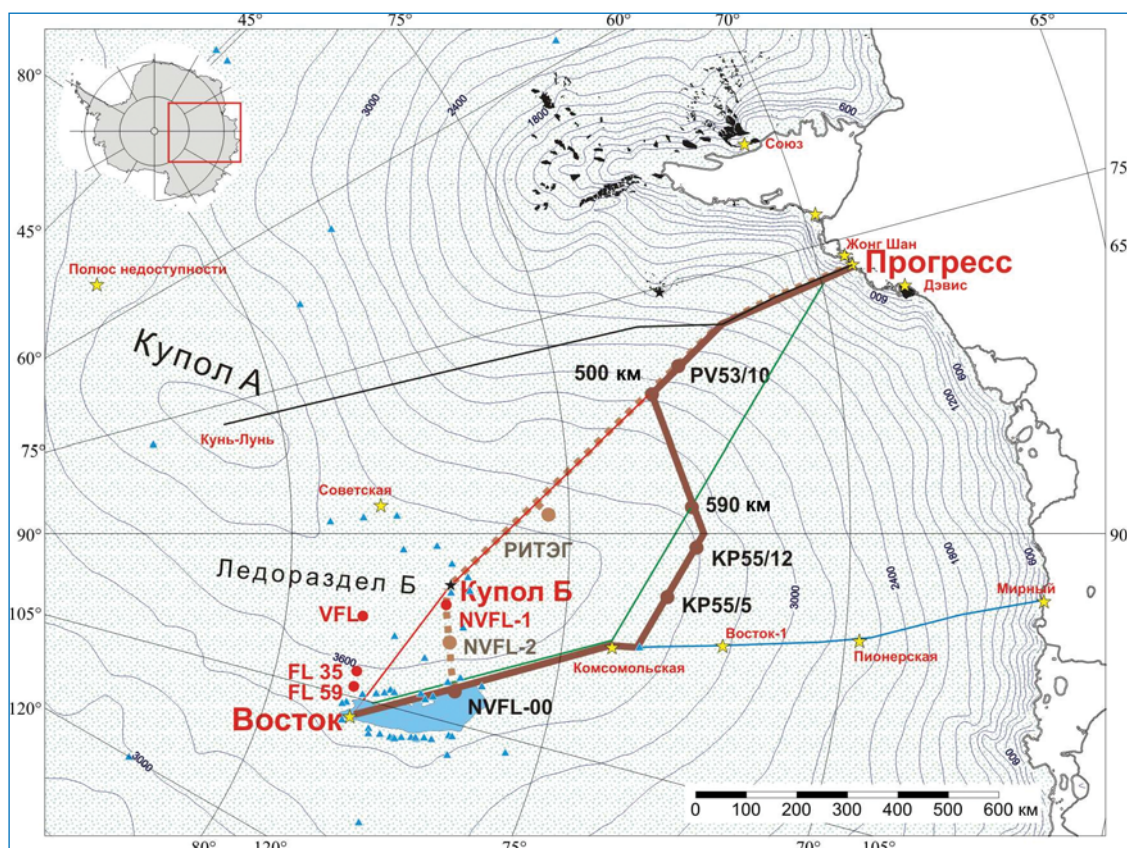 45°
75°
60°
70°
65°
80°
3000
2400
1800
600
Союз
75°
45°
65°
Жонг Шан
Прогресс
Полюс недоступности
Дэвис
600
Купол А
60°
500 км
PV53/10
600
1200
Кунь-Лунь
75°
Советская
590 км
90°
90°
РИТЭГ
600
1800
2400
3000
KP55/12
Ледораздел Б
Купол Б
Мирный
KP55/5
105°
VFL
NVFL-1
NVFL-2
Восток-1
Пионерская
3600
Комсомольская
FL 35
FL 59
120°
Восток
NVFL-00
3000
600
0 100 200 300 400 500 600 км
80°
120°
75°
70°
105°